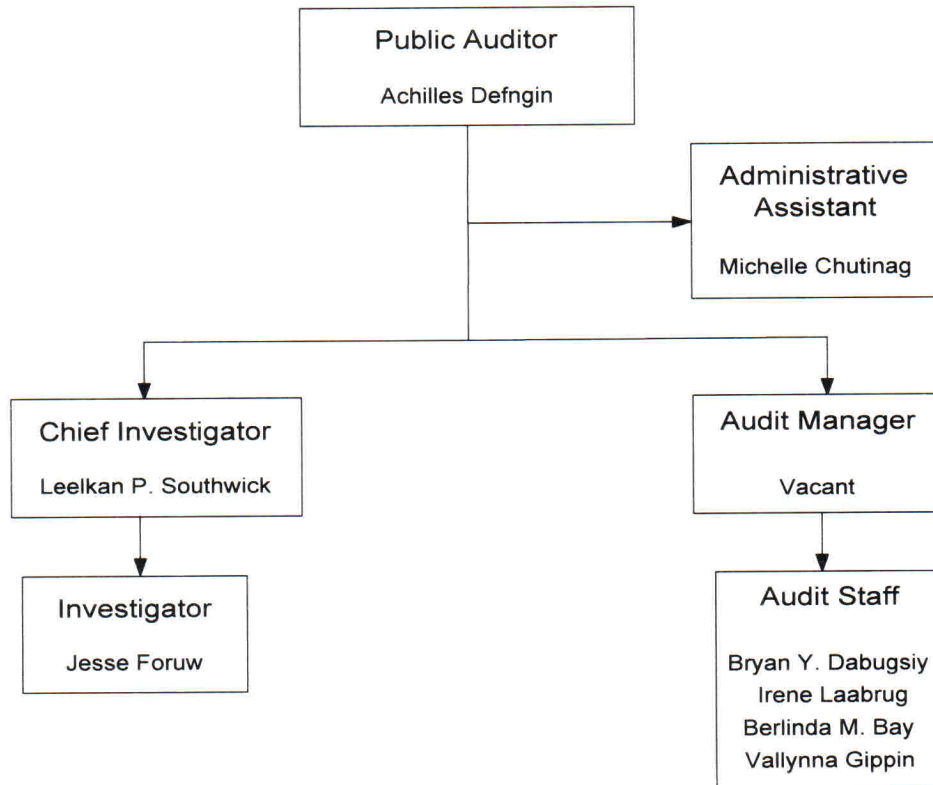 Public Auditor
Achilles Defngin
Administrative
Assistant
Michelle Chutinag
Chief Investigator
Leelkan P. Southwick
Audit Manager
Vacant
Investigator
Jesse Foruw
Audit Staff
Bryan Y. Dabugsiy
Irene Laabrug
Berlinda M. Bay
Vallynna Gippin